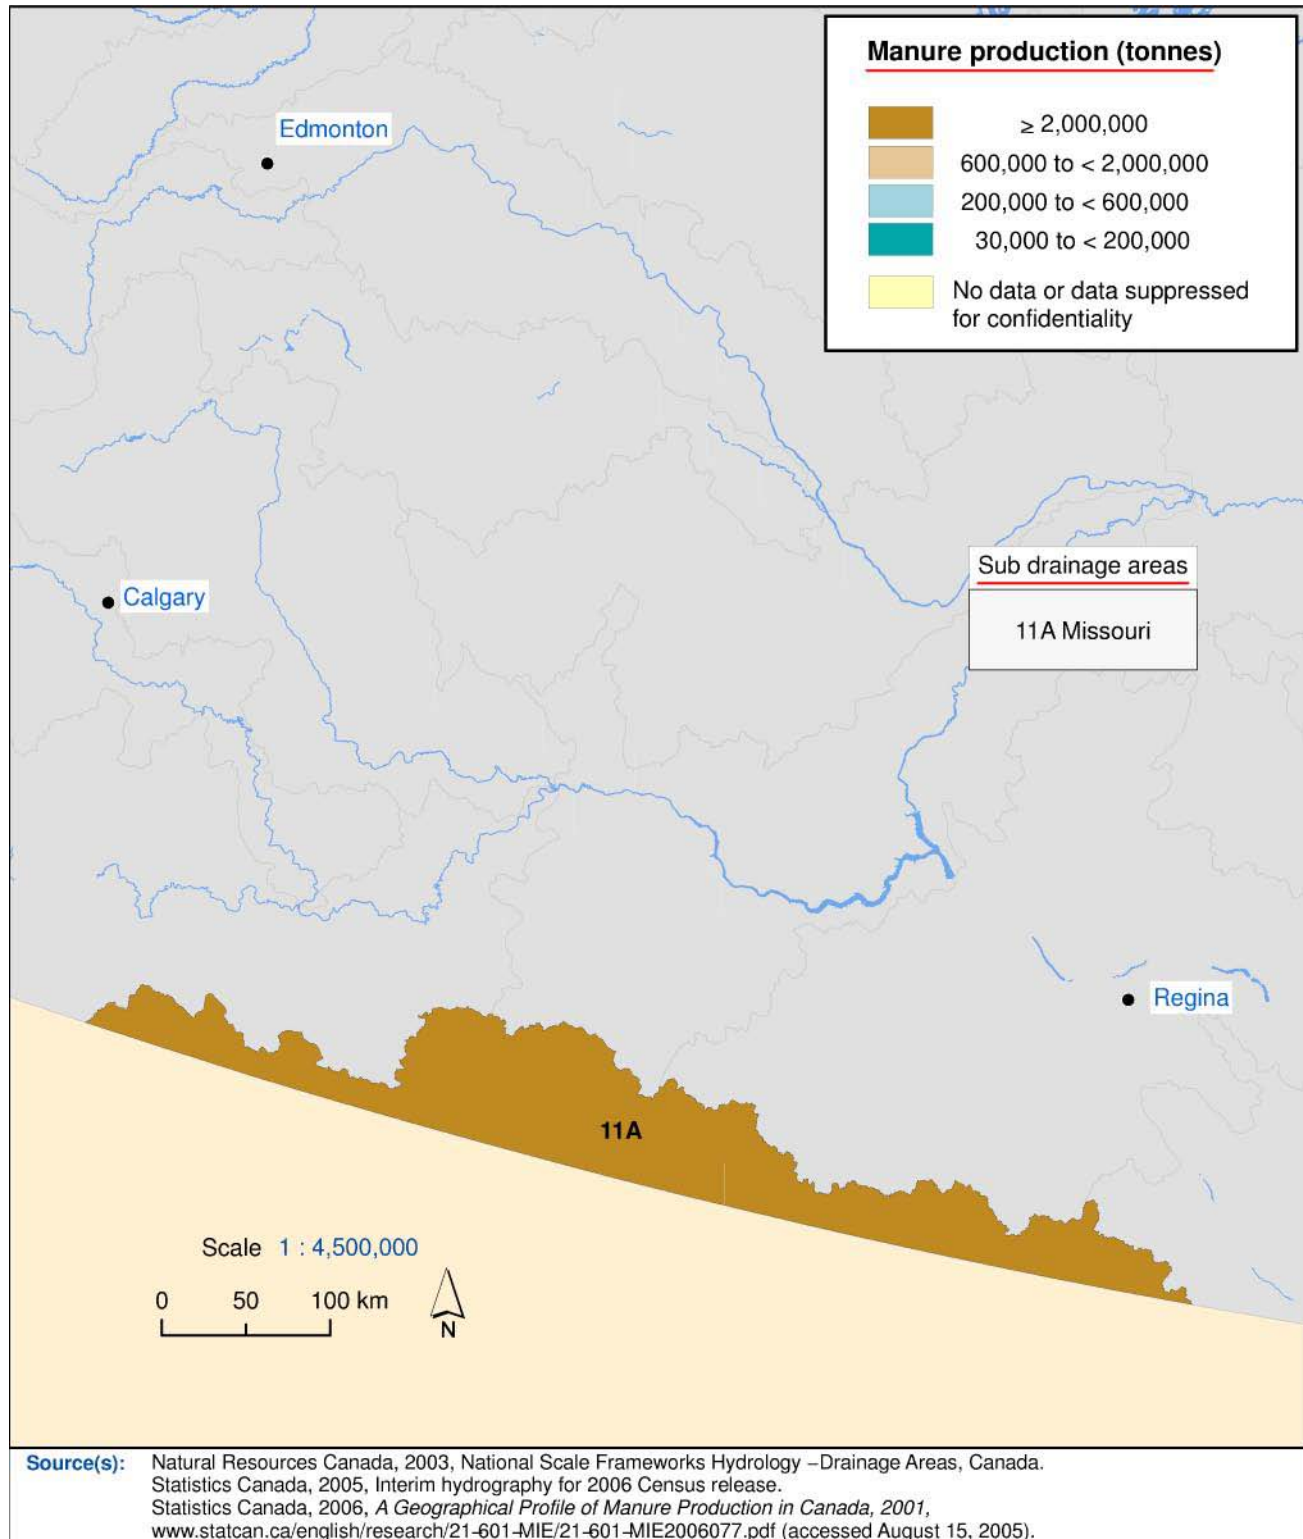 Manure production (tonnes)
≥ 2,000,000
600,000 to < 2,000,000
200,000 to < 600,000
30,000 to < 200,000
No data or data suppressed
for confidentiality
Edmonton
Sub drainage areas
11A Missouri
Calgary
Regina
11A
Scale 1 : 4,500,000
0 50 100 km
N
Source(s): Natural Resources Canada, 2003, National Scale Frameworks Hydrology –Drainage Areas, Canada.
Statistics Canada, 2005, Interim hydrography for 2006 Census release.
Statistics Canada, 2006, A Geographical Profile of Manure Production in Canada, 2001,
www.statcan.ca/english/research/21-601-MIE/21-601-MIE2006077.pdf (accessed August 15, 2005).